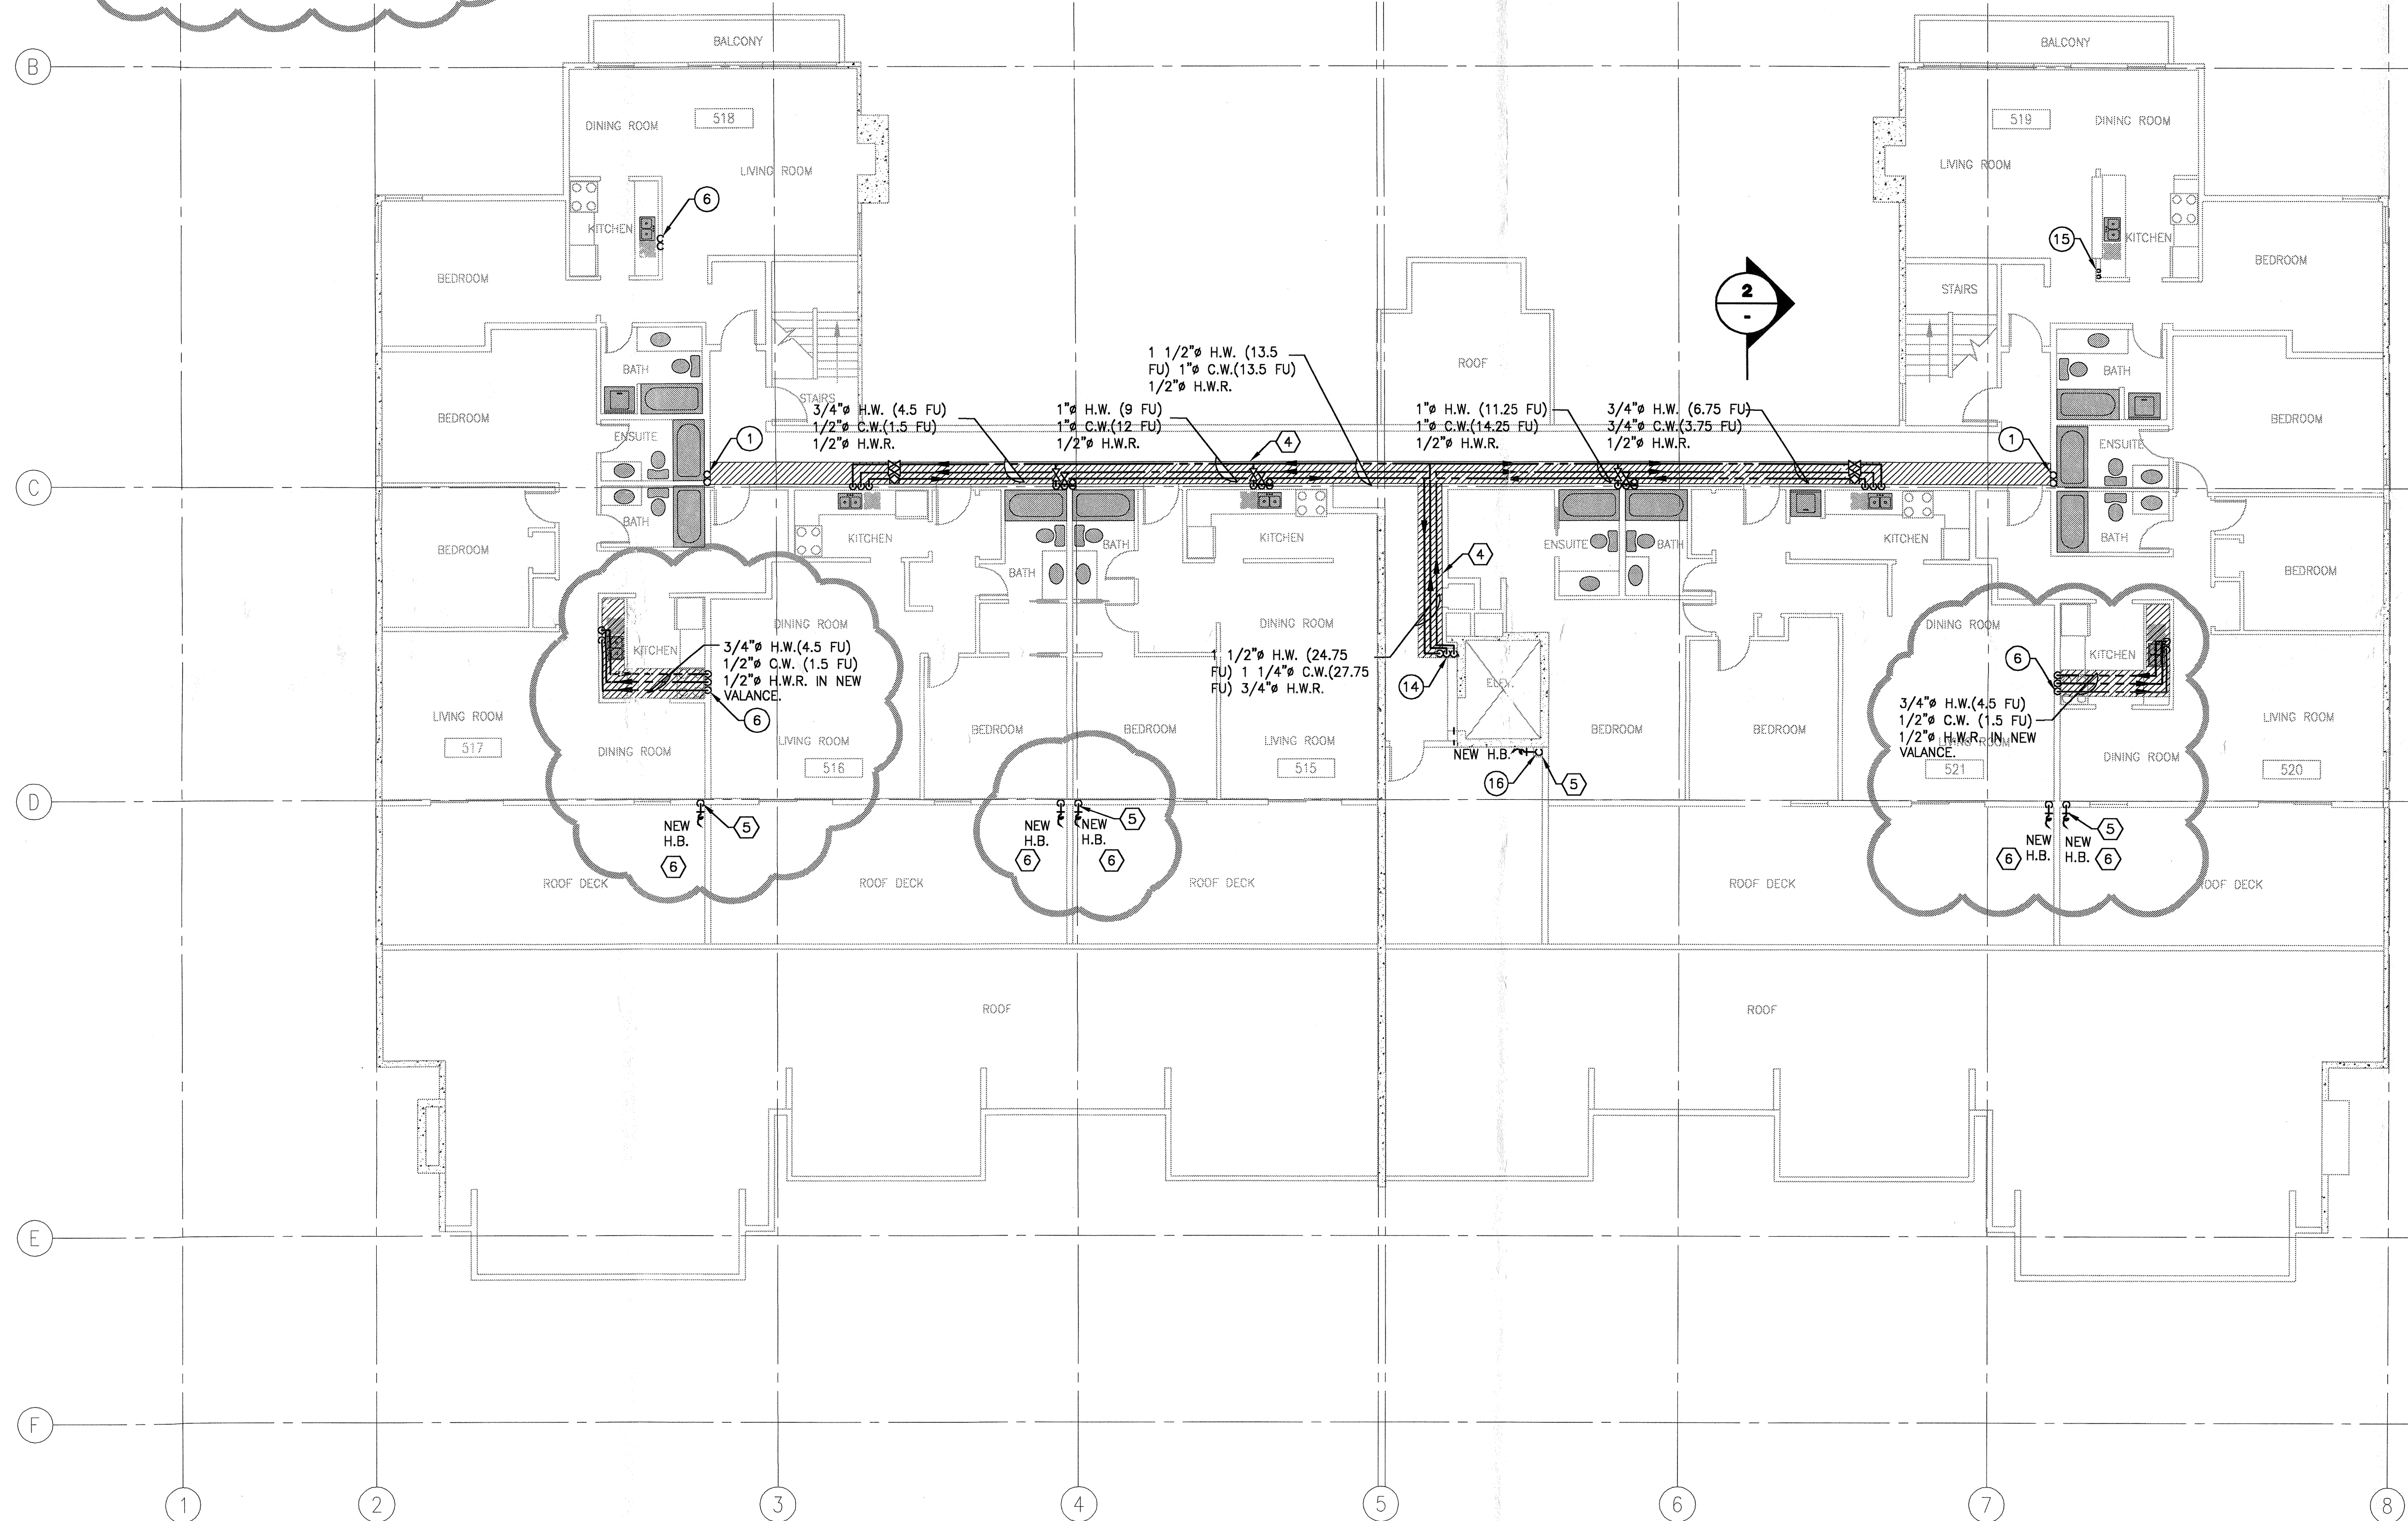 BALCONY
BALCONY
B
DINING ROOM
518
519
DINING ROOM
LIVING ROOM
LIVING ROOM
6
KITCHEN
15
KITCHEN
BEDROOM
BEDROOM
STAIRS
2
-
1 1/2"ø H.W. (13.5
FU) 1"ø C.W.(13.5 FU)
1/2"ø H.W.R.
ROOF
BATH
BATH
STAIRS
3/4"ø H.W. (4.5 FU)
1/2"ø C.W.(1.5 FU)
1/2"ø H.W.R.
1"ø H.W. (9 FU)
1"ø C.W.(12 FU)
1/2"ø H.W.R.
4
1"ø H.W. (11.25 FU)
1"ø C.W.(14.25 FU)
1/2"ø H.W.R.
3/4"ø H.W. (6.75 FU)
3/4"ø C.W.(3.75 FU)
1/2"ø H.W.R.
BEDROOM
BEDROOM
ENSUITE
1
1
ENSUITE
C
BATH
KITCHEN
BATH
KITCHEN
4
ENSUITE
BATH
KITCHEN
BATH
BEDROOM
BATH
BEDROOM
DINING ROOM
DINING ROOM
DINING ROOM
KITCHEN
3/4"ø H.W.(4.5 FU)
1/2"ø C.W. (1.5 FU)
1/2"ø H.W.R. IN NEW
VALANCE.
6
1 1/2"ø H.W. (24.75
FU) 1 1/4"ø C.W.(27.75
FU) 3/4"ø H.W.R.
14
ELEV.
6
KITCHEN
3/4"ø H.W.(4.5 FU)
1/2"ø C.W. (1.5 FU)
1/2"ø H.W.R. IN NEW
VALANCE.
LIVING ROOM
517
DINING ROOM
LIVING ROOM
516
BEDROOM
BEDROOM
LIVING ROOM
515
NEW H.B.
16
5
BEDROOM
BEDROOM
LIVING ROOM
521
DINING ROOM
LIVING ROOM
520
D
NEW
H.B.
5
6
NEW
H.B.
NEW
H.B.
5
6
6
NEW
H.B.
NEW
H.B.
5
6
6
ROOF DECK
ROOF DECK
ROOF DECK
ROOF DECK
ROOF DECK
ROOF
ROOF
E
F
1
2
3
4
5
6
7
8